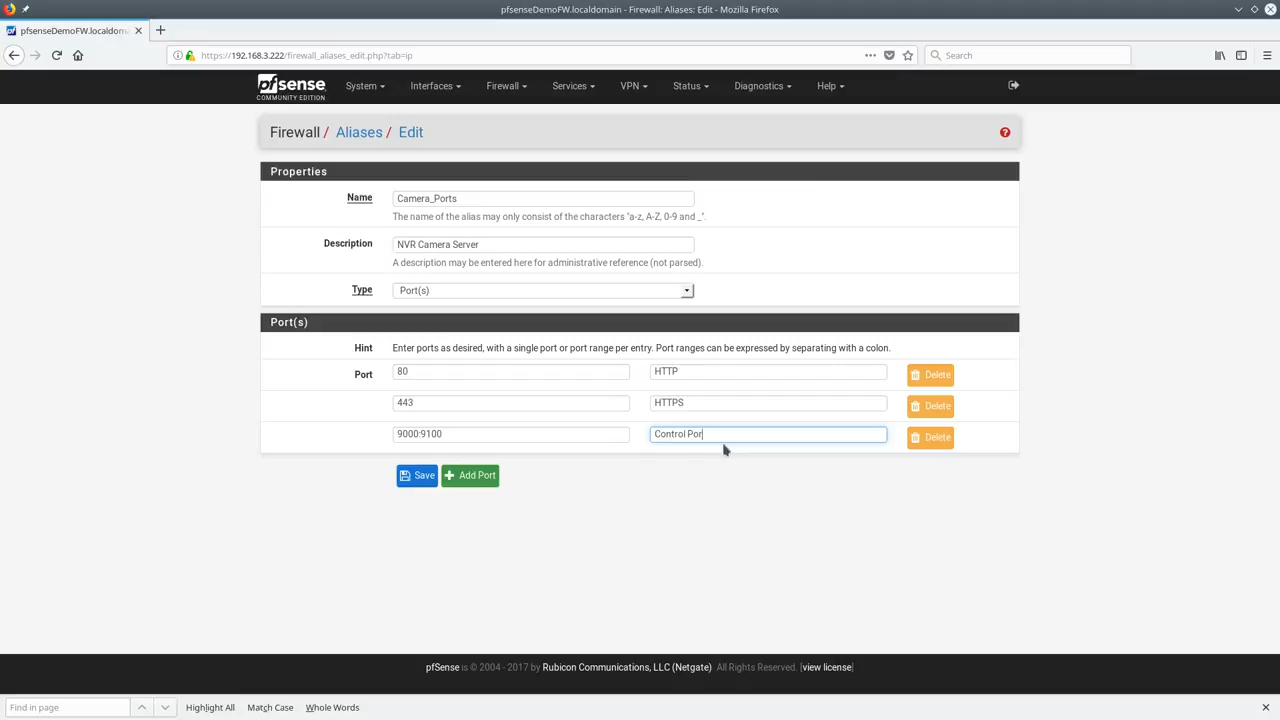 pfsenseDemoFW.localdomain - Firewall: Aliases: Edit - Mozilla Firefox
pfsenseDemoFW.localdoma
https://192.168.3.222/firewall_aliases_edit.php?tab=ip
Search
pfsense
COMMUNITY EDITION
System
Interfaces
Firewall
Services
VPN
Status
Diagnostics
Help
Firewall / Aliases / Edit
Properties
Name
Camera_Ports
The name of the alias may only consist of the characters "a-z, A-Z, 0-9 and _".
Description
NVR Camera Server
A description may be entered here for administrative reference (not parsed).
Type
Port(s)
Port(s)
Hint
Enter ports as desired, with a single port or port range per entry. Port ranges can be expressed by separating with a colon.
Port
80
HTTP
Delete
443
HTTPS
Delete
9000:9100
Control Por
Delete
Save
Add Port
pfSense is © 2004 - 2017 by Rubicon Communications, LLC (Netgate) All Rights Reserved. [view license]
Find in page
Highlight All
Match Case
Whole Words